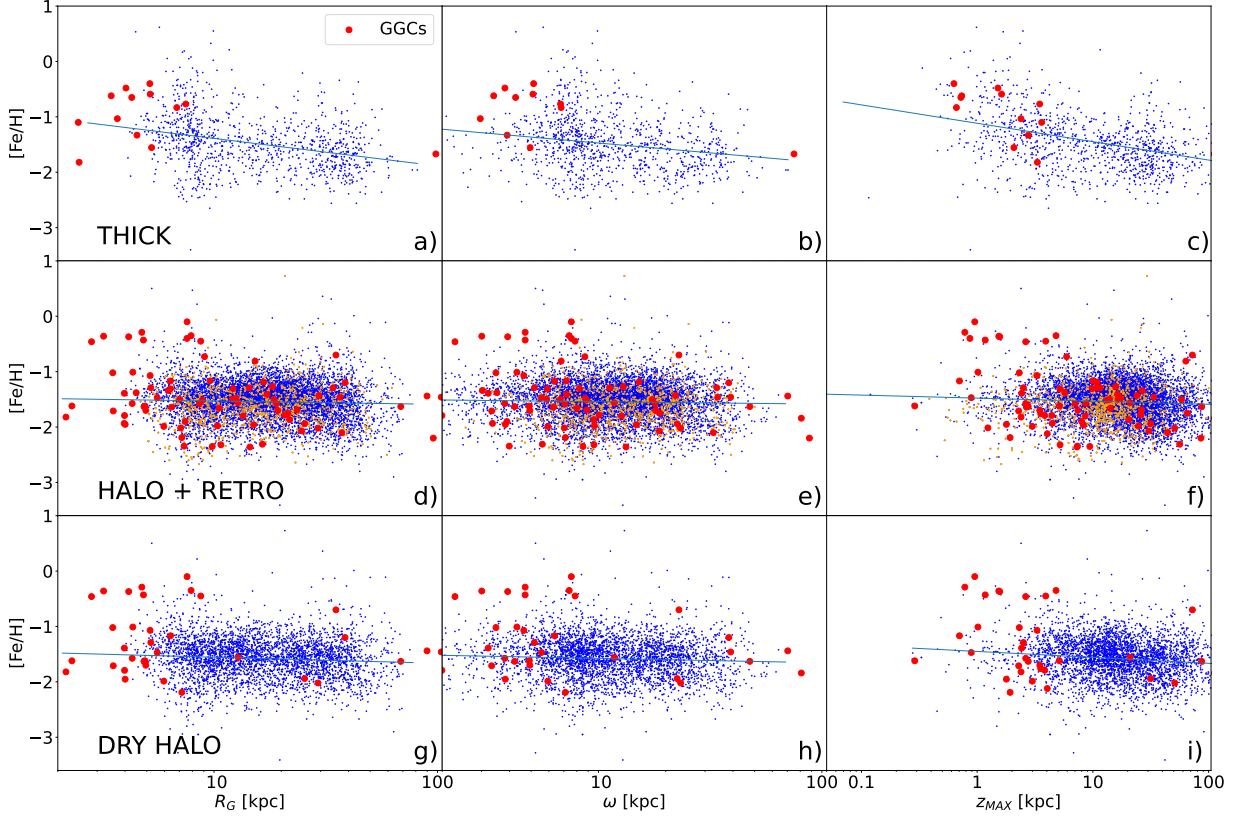 1
GGCs
0
−1
[Fe/H]
−2
−3
THICK
a)
b)
c)
1
0
−1
[Fe/H]
−2
−3
HALO + RETRO
d)
e)
f)
1
0
−1
[Fe/H]
−2
−3
DRY HALO
g)
h)
i)
10
100
10
100
0.1
1
10
100
R_G [kpc]
ω [kpc]
z_MAX [kpc]